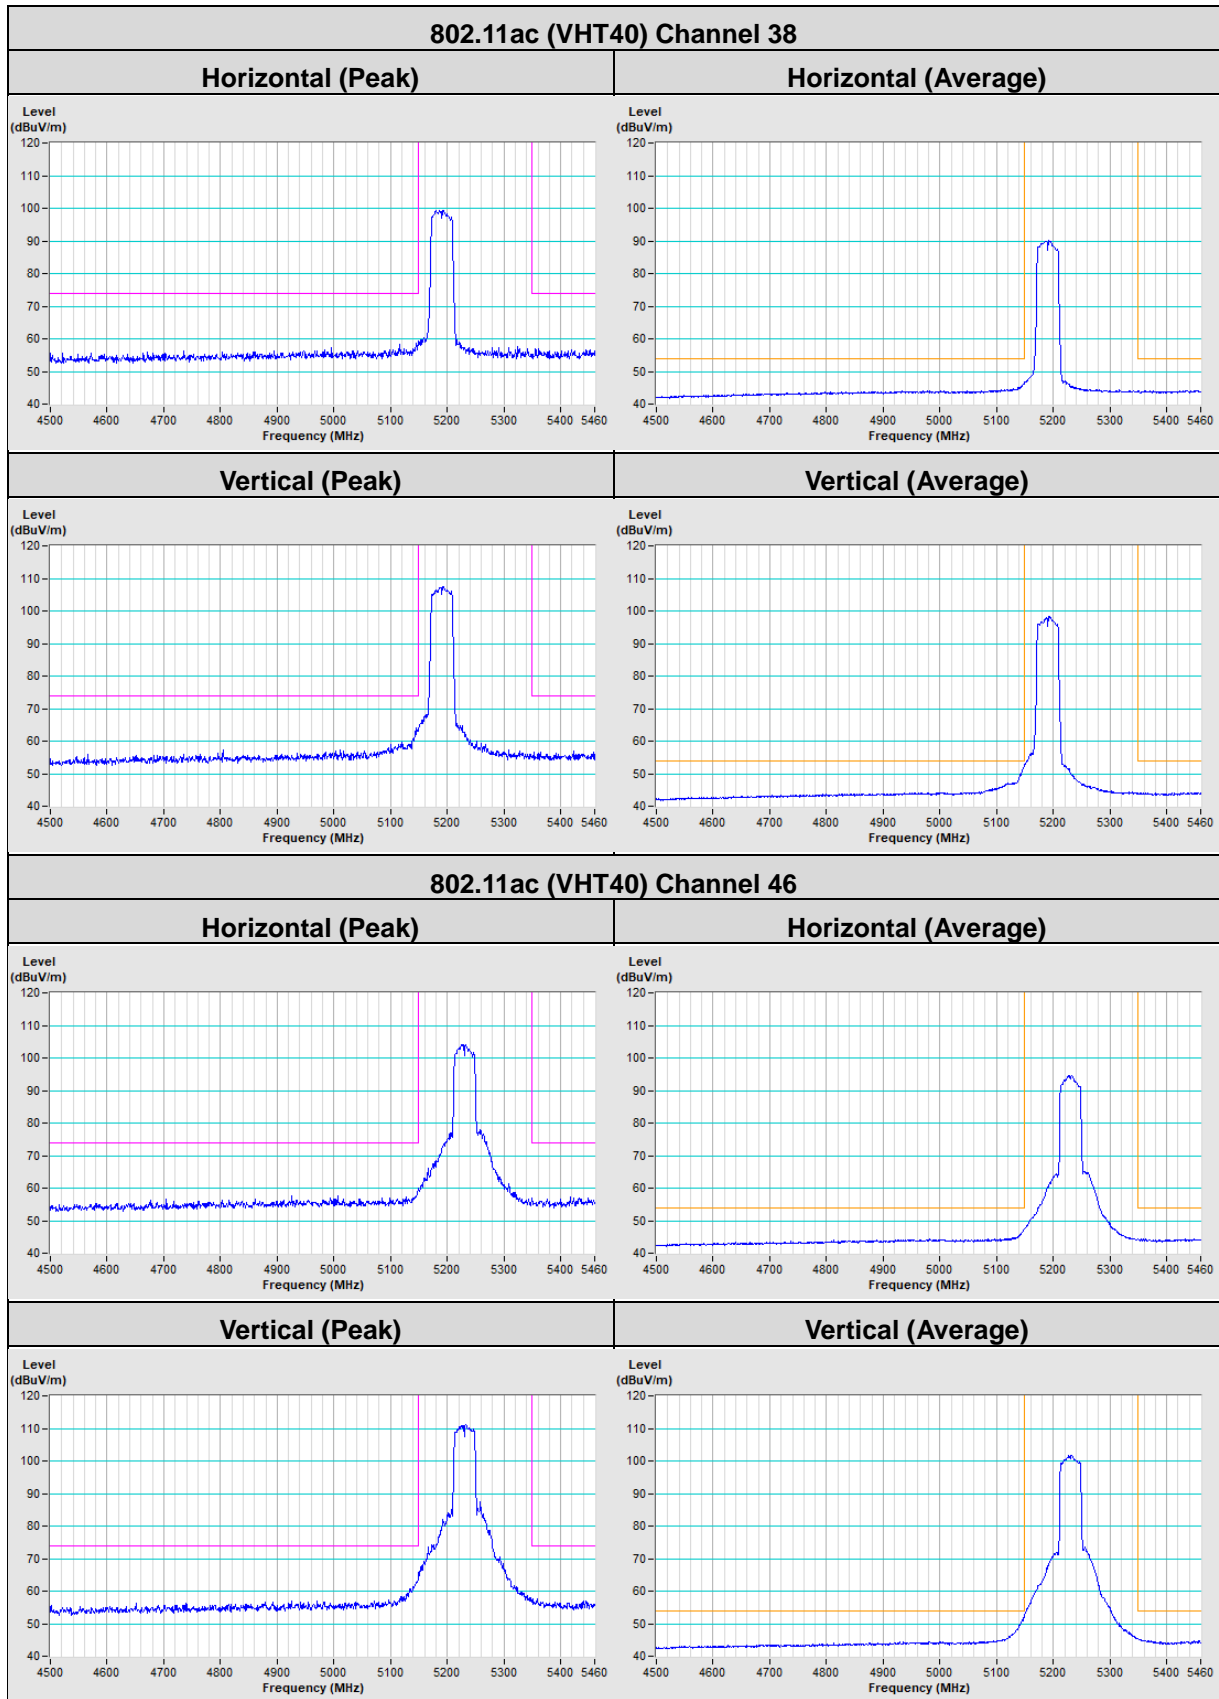 802.11ac (VHT40) Channel 38
Horizontal (Peak) Horizontal (Average)
Level Level
(dBuV/m) (dBuV/m)
120 120
110 110
100 100
90 90
80 80
70 70
60 60
50 50
40 40
4500 4600 4700 4800 4900 5000 5100 5200 5300 5400 5460 4500 4600 4700 4800 4900 5000 5100 5200 5300 5400 5460
Frequency (MHz) Frequency (MHz)
Vertical (Peak) Vertical (Average)
Level Level
(dBuV/m) (dBuV/m)
120 120
110 110
100 100
90 90
80 80
70 70
60 60
50 50
40 40
4500 4600 4700 4800 4900 5000 5100 5200 5300 5400 5460 4500 4600 4700 4800 4900 5000 5100 5200 5300 5400 5460
Frequency (MHz) Frequency (MHz)
802.11ac (VHT40) Channel 46
Horizontal (Peak) Horizontal (Average)
Level Level
(dBuV/m) (dBuV/m)
120 120
110 110
100 100
90 90
80 80
70 70
60 60
50 50
40 40
4500 4600 4700 4800 4900 5000 5100 5200 5300 5400 5460 4500 4600 4700 4800 4900 5000 5100 5200 5300 5400 5460
Frequency (MHz) Frequency (MHz)
Vertical (Peak) Vertical (Average)
Level Level
(dBuV/m) (dBuV/m)
120 120
110 110
100 100
90 90
80 80
70 70
60 60
50 50
40 40
4500 4600 4700 4800 4900 5000 5100 5200 5300 5400 5460 4500 4600 4700 4800 4900 5000 5100 5200 5300 5400 5460
Frequency (MHz) Frequency (MHz)